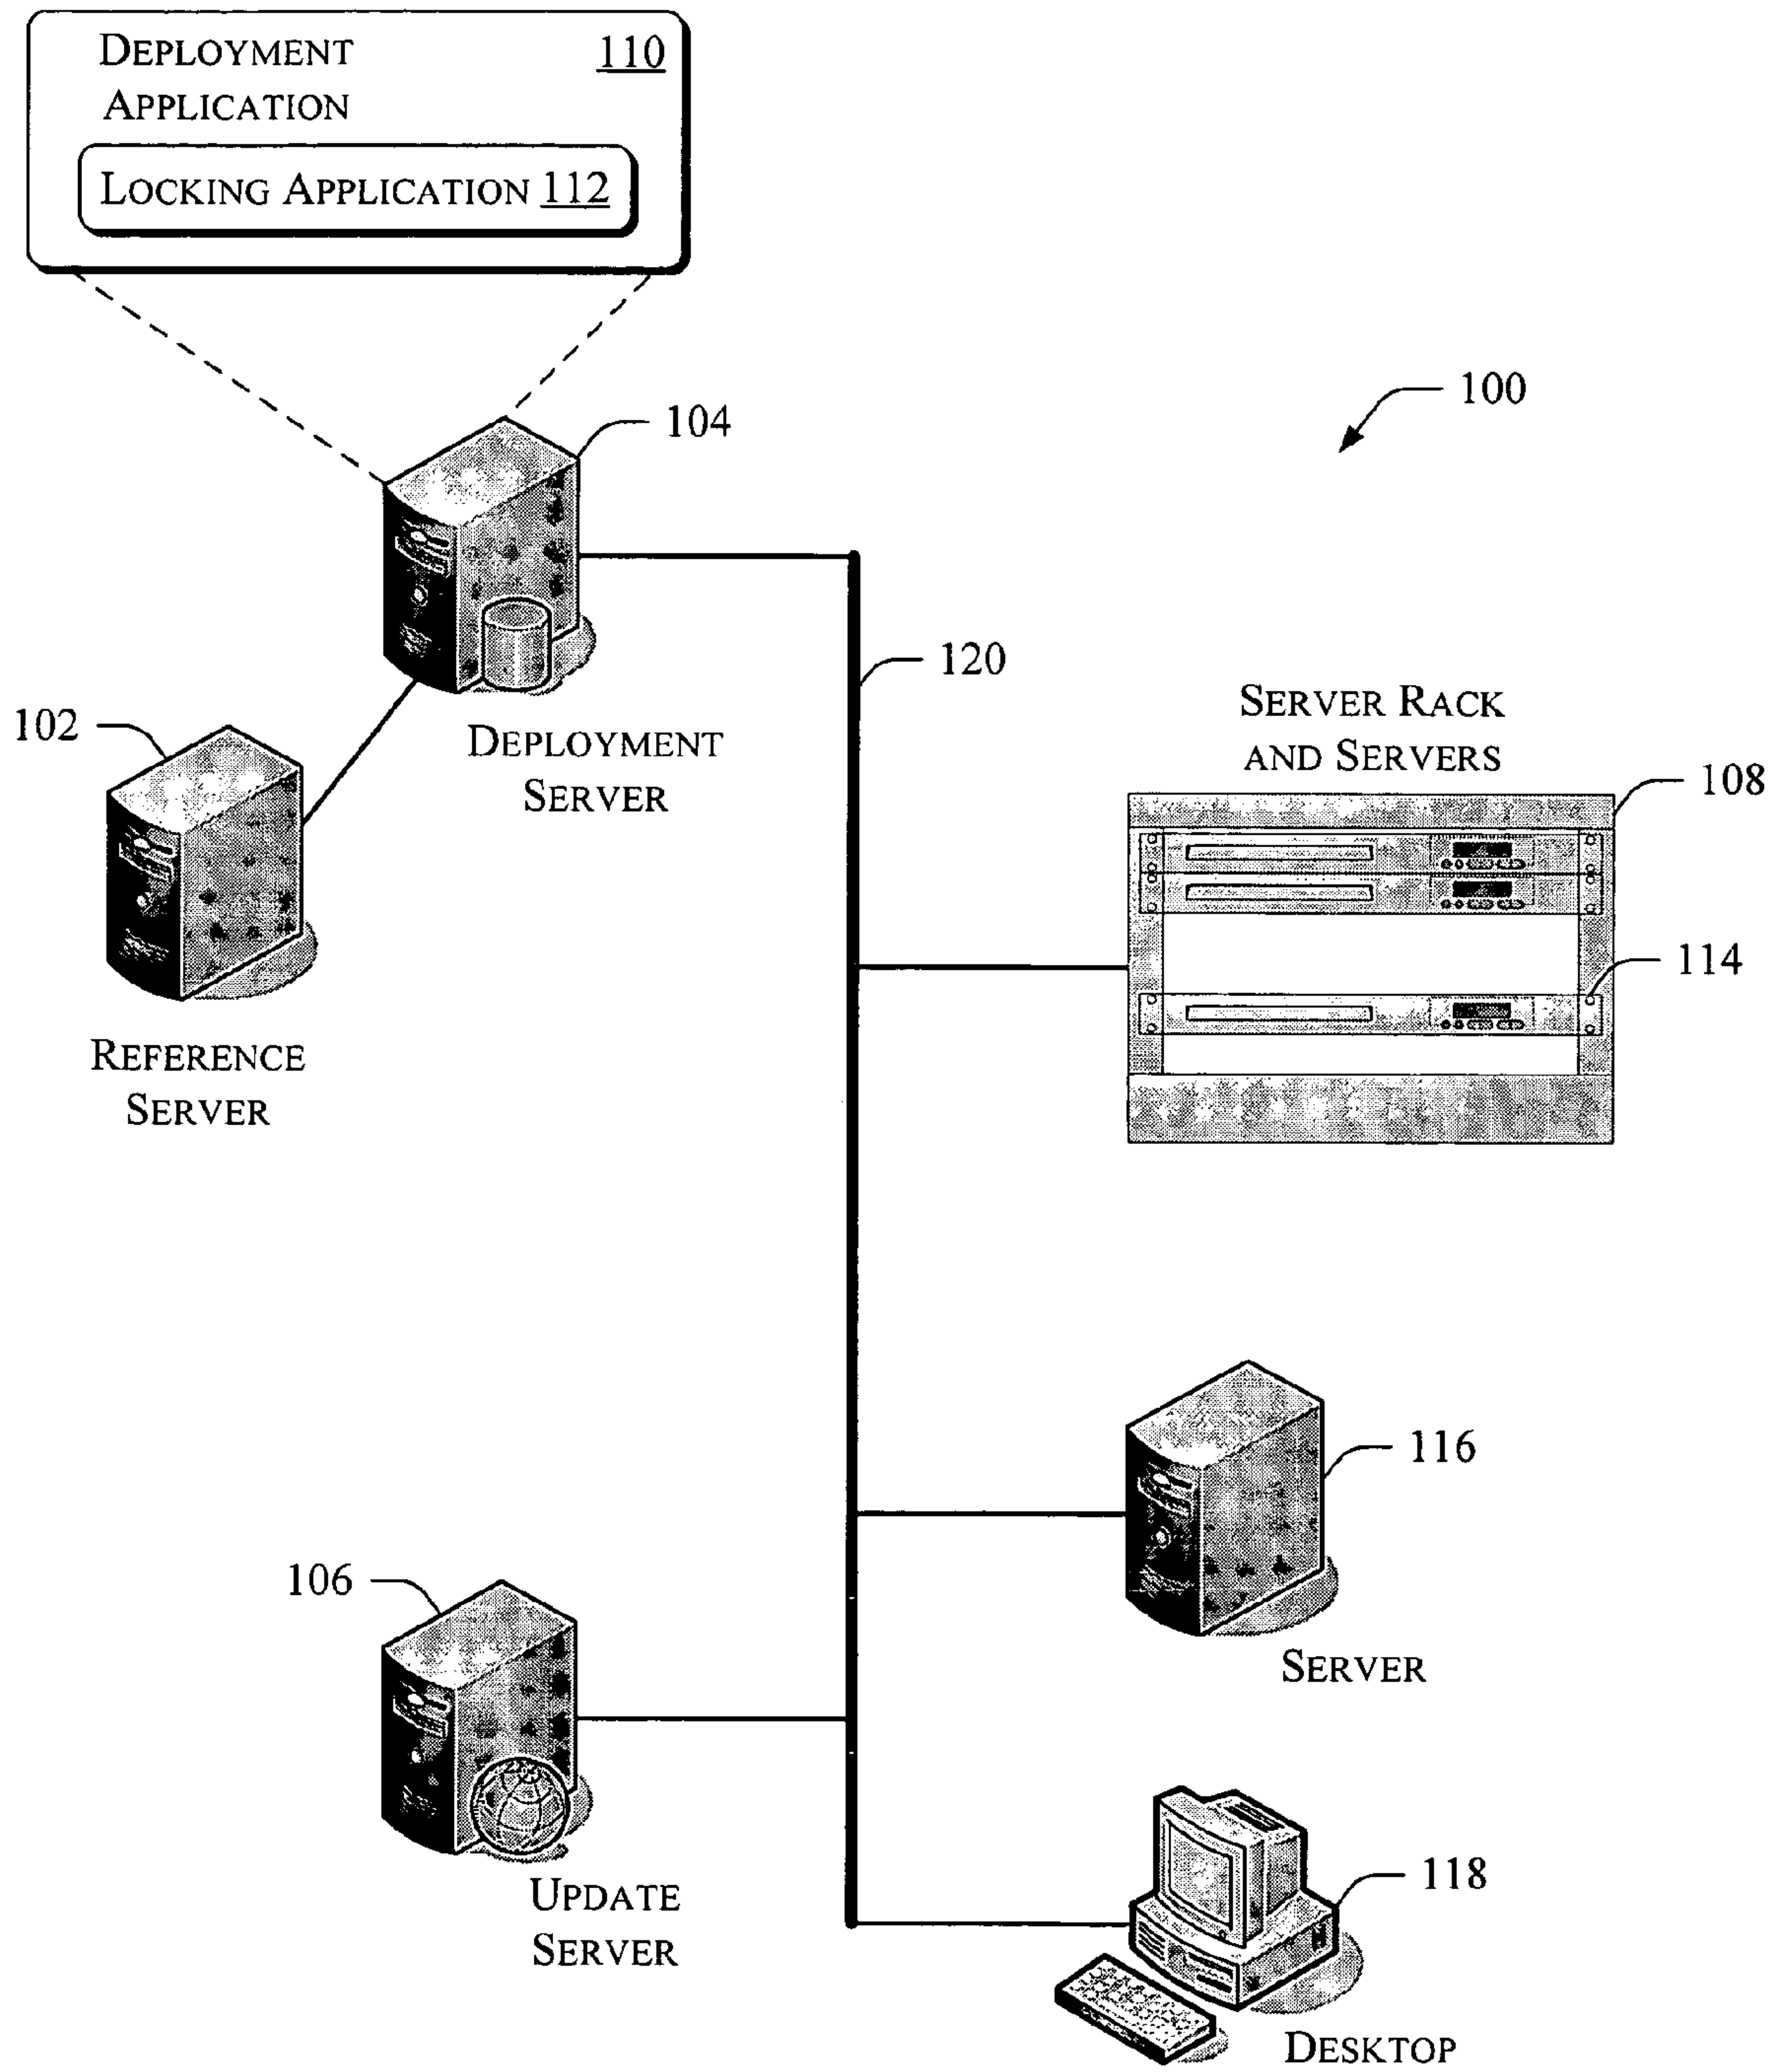 DEPLOYMENT 110
APPLICATION
LOCKING APPLICATION 112
100
104
120
SERVER RACK
AND SERVERS
102
DEPLOYMENT
SERVER
108
114
REFERENCE
SERVER
116
106
SERVER
118
UPDATE
SERVER
DESKTOP